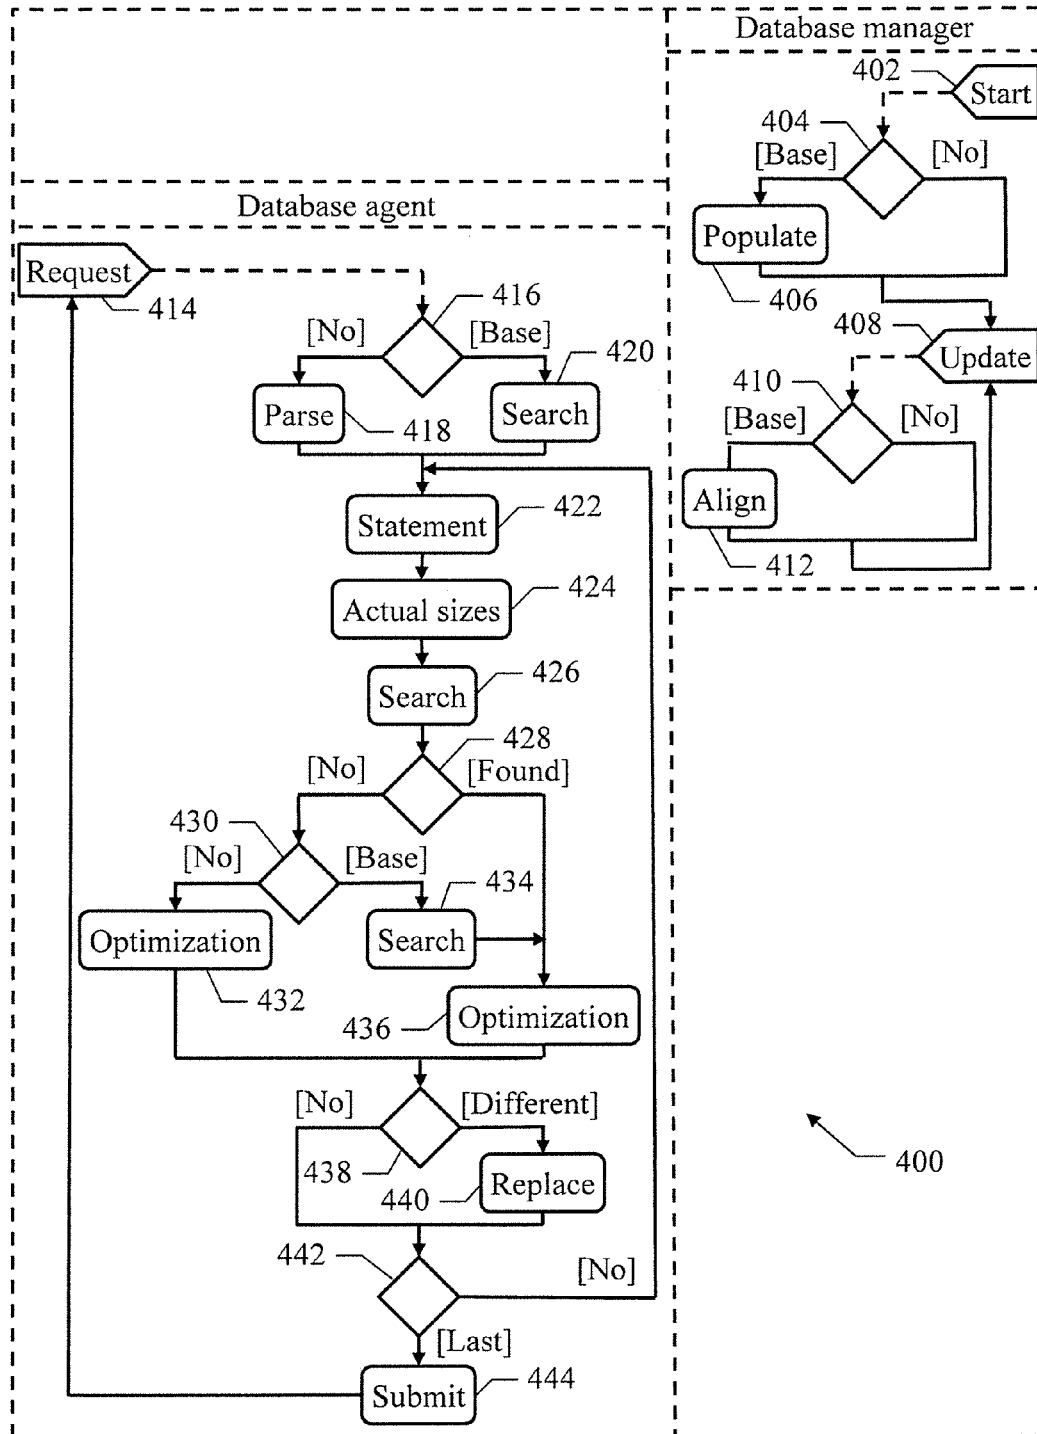 Database manager
402
Start
404
[Base]
[No]
Populate
406
408
Update
410
[Base]
[No]
Align
412
Database agent
Request
414
416
[No]
[Base]
420
Parse
418
Search
Statement
422
Actual sizes
424
Search
426
428
[No]
[Found]
430
[No]
[Base]
434
Optimization
Search
432
436
Optimization
[No]
[Different]
438
440
Replace
442
[No]
[Last]
Submit
444
400